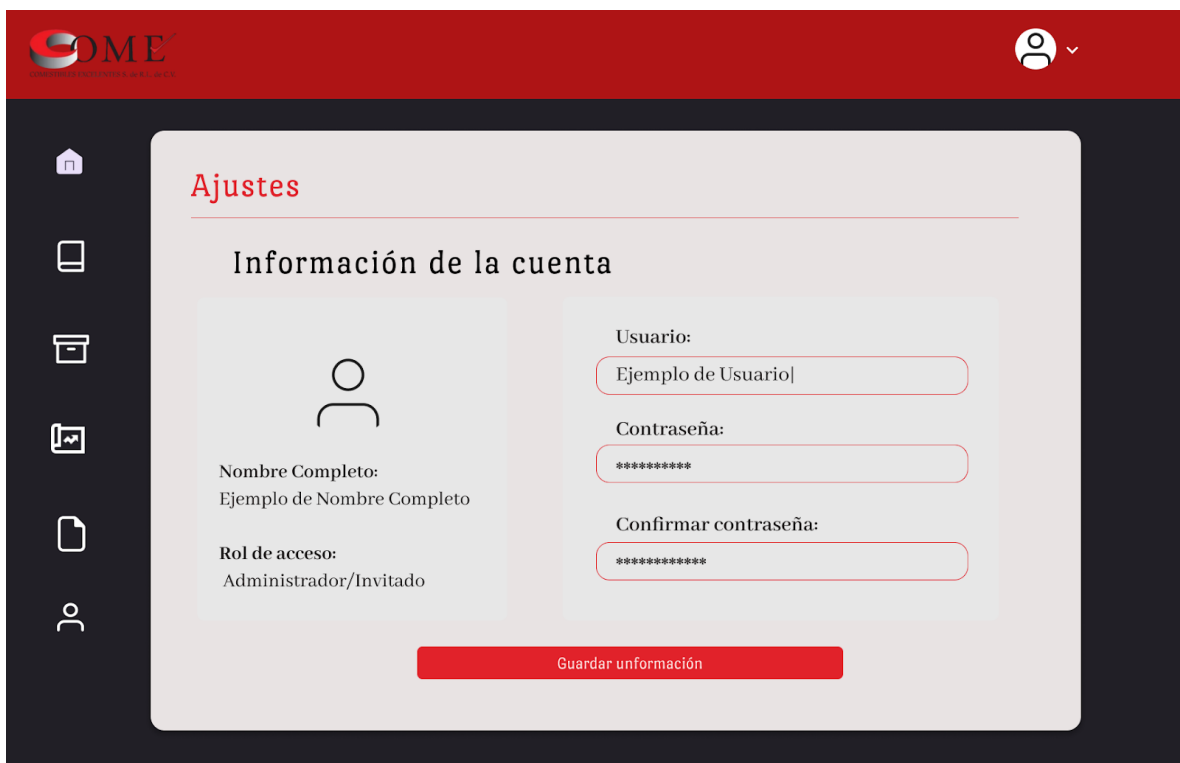 COME
Ajustes
Información de la cuenta
Usuario:
Ejemplo de Usuario|
Contraseña:
**********
Confirmar contraseña:
************
Nombre Completo:
Ejemplo de Nombre Completo
Rol de acceso:
Administrador/Invitado
Guardar unformación